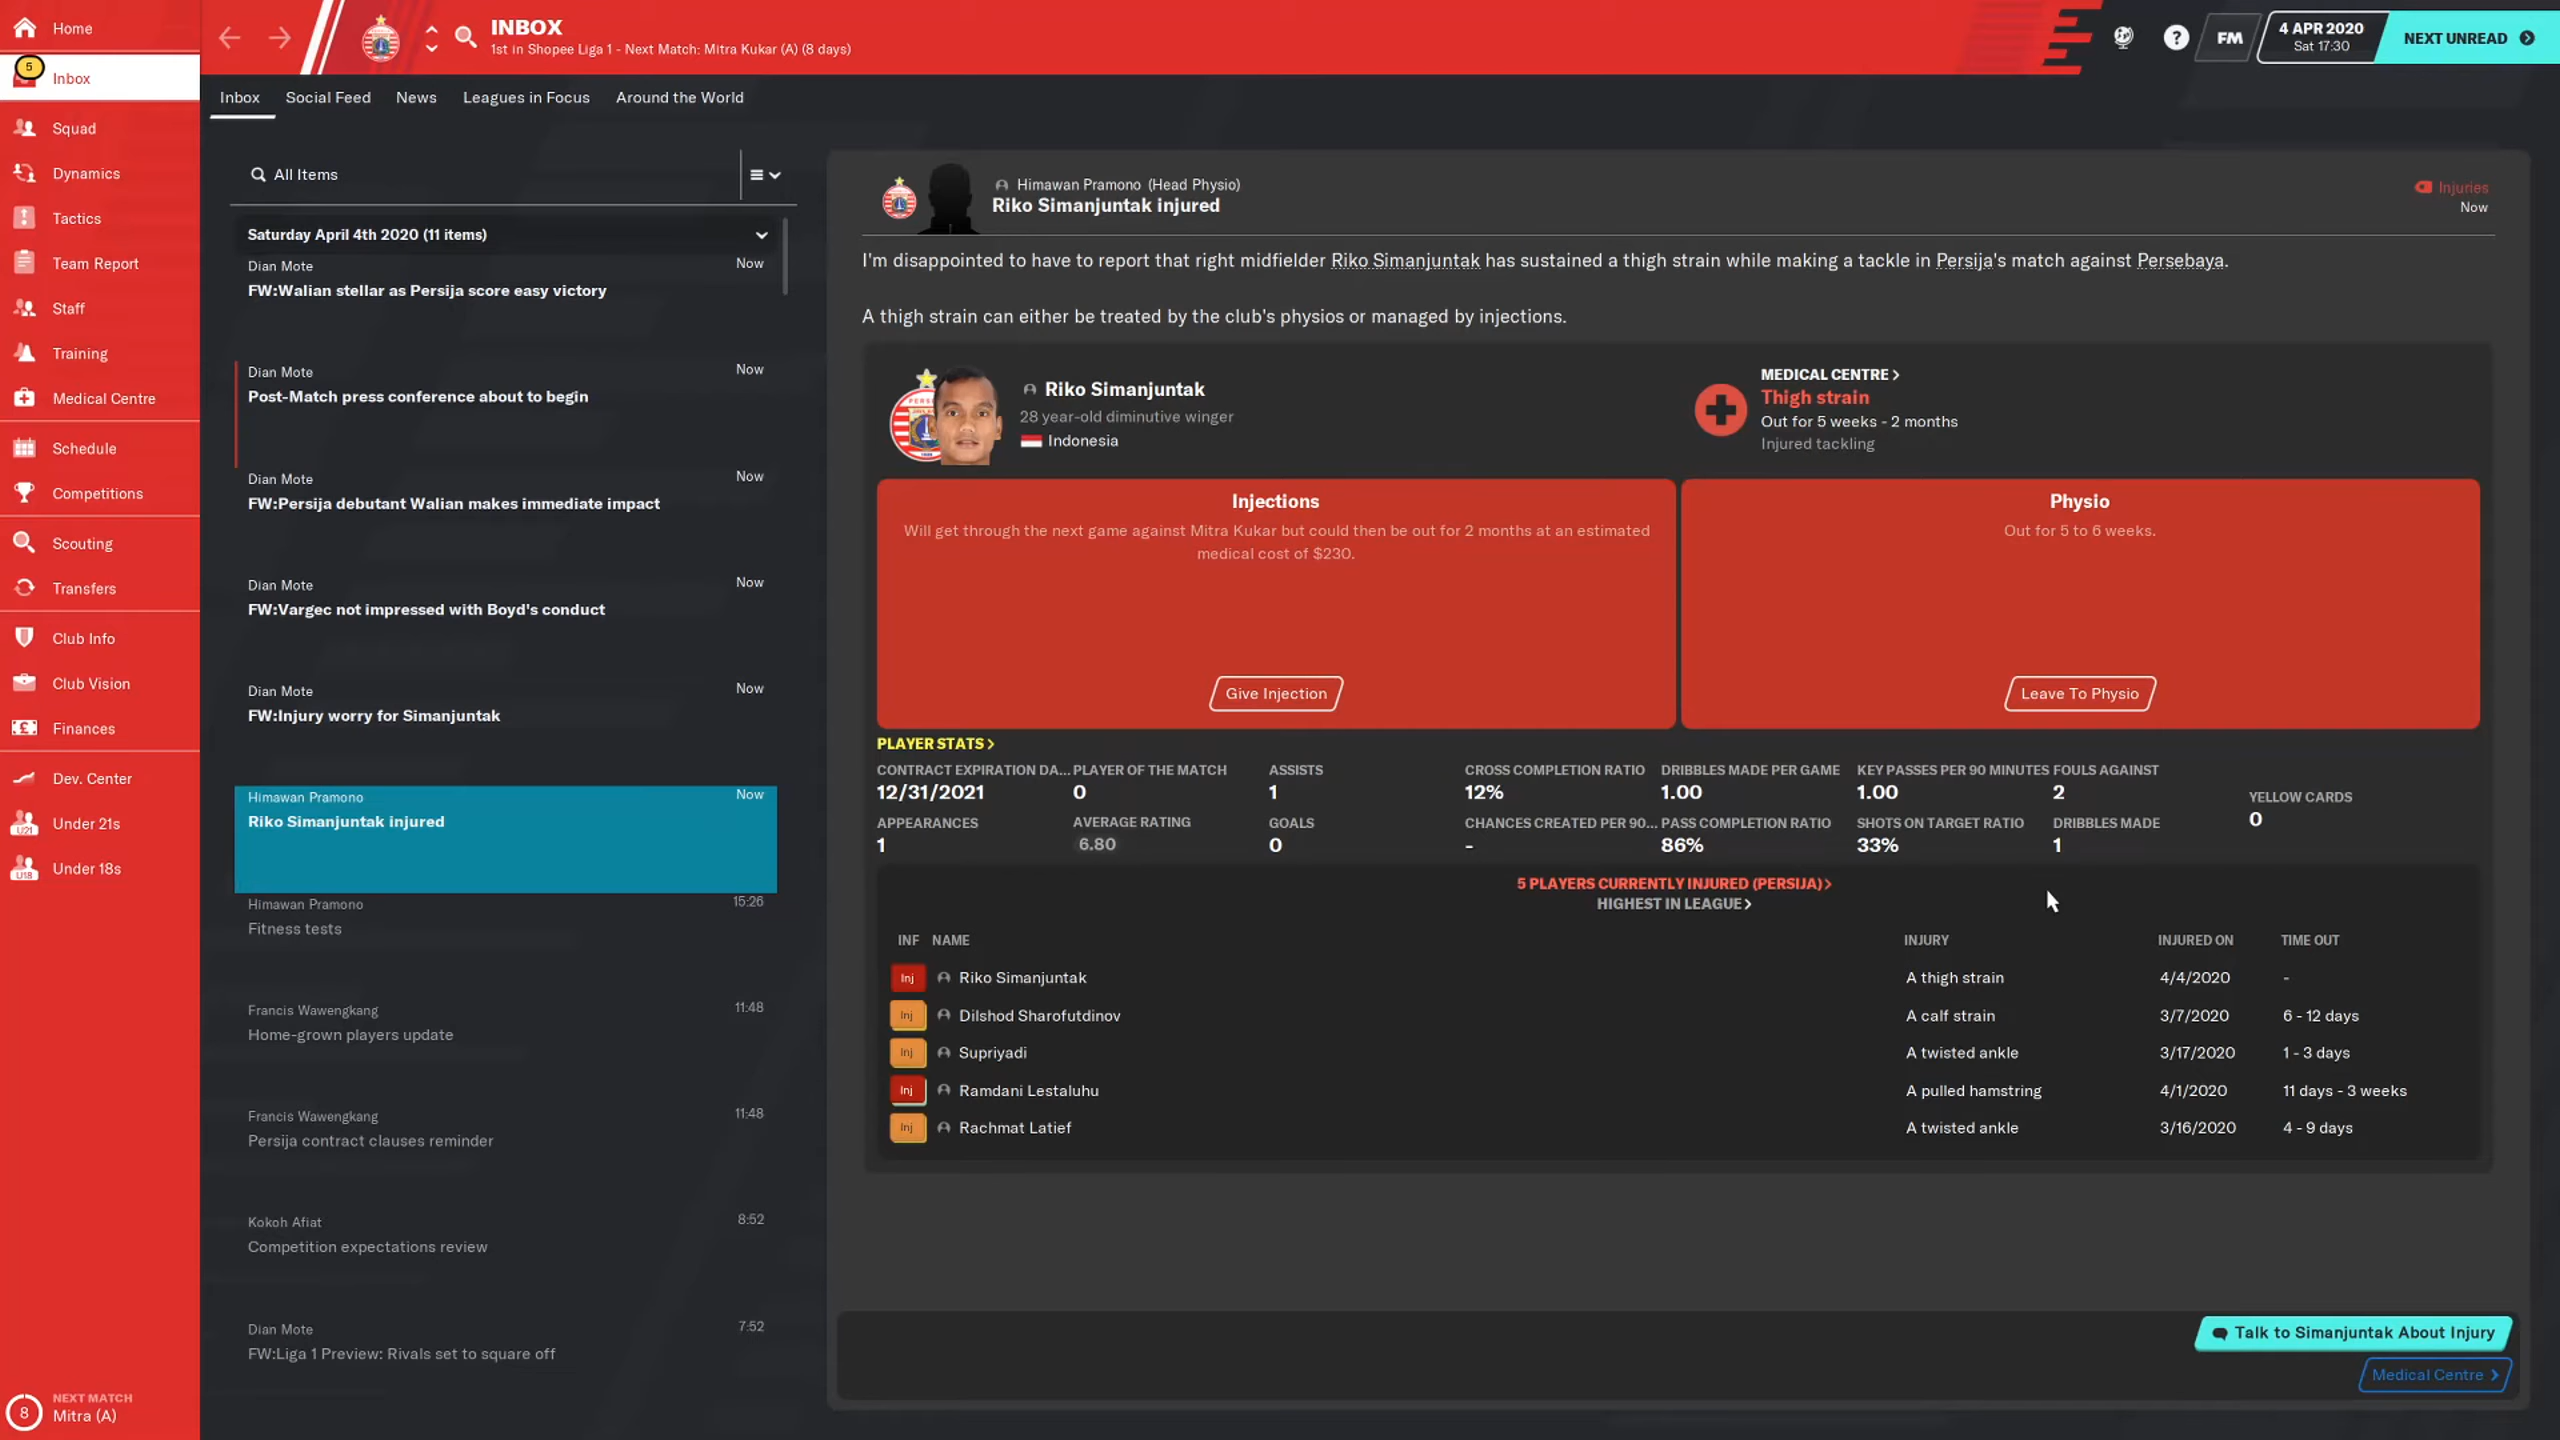 Home
5
Inbox
Squad
Dynamics
Tactics
Team Report
Staff
Training
Medical Centre
Schedule
Competitions
Scouting
Transfers
Club Info
Club Vision
Finances
Dev. Center
U21
Under 21s
U18
Under 18s
8
NEXT MATCH
Mitra (A)
INBOX
1st in Shopee Liga 1 - Next Match: Mitra Kukar (A) (8 days)
?
FM
4 APR 2020
Sat 17:30
NEXT UNREAD
Inbox Social Feed News Leagues in Focus Around the World
All Items
Saturday April 4th 2020 (11 items)
Dian Mote Now
FW:Walian stellar as Persija score easy victory
Dian Mote Now
Post-Match press conference about to begin
Dian Mote Now
FW:Persija debutant Walian makes immediate impact
Dian Mote Now
FW:Vargec not impressed with Boyd's conduct
Dian Mote Now
FW:Injury worry for Simanjuntak
Himawan Pramono Now
Riko Simanjuntak injured
Himawan Pramono 15:26
Fitness tests
Francis Wawengkang 11:48
Home-grown players update
Francis Wawengkang 11:48
Persija contract clauses reminder
Kokoh Afiat 8:52
Competition expectations review
Dian Mote 7:52
FW:Liga 1 Preview: Rivals set to square off
Himawan Pramono (Head Physio)
Riko Simanjuntak injured
Injuries
Now
I'm disappointed to have to report that right midfielder Riko Simanjuntak has sustained a thigh strain while making a tackle in Persija's match against Persebaya.
A thigh strain can either be treated by the club's physios or managed by injections.
Riko Simanjuntak
28 year-old diminutive winger
Indonesia
MEDICAL CENTRE >
Thigh strain
Out for 5 weeks - 2 months
Injured tackling
Injections
Will get through the next game against Mitra Kukar but could then be out for 2 months at an estimated
medical cost of $230.
Give Injection
Physio
Out for 5 to 6 weeks.
Leave To Physio
PLAYER STATS >
CONTRACT EXPIRATION DA... PLAYER OF THE MATCH ASSISTS CROSS COMPLETION RATIO DRIBBLES MADE PER GAME KEY PASSES PER 90 MINUTES FOULS AGAINST YELLOW CARDS
12/31/2021 0 1 12% 1.00 1.00 2 0
APPEARANCES AVERAGE RATING GOALS CHANCES CREATED PER 90... PASS COMPLETION RATIO SHOTS ON TARGET RATIO DRIBBLES MADE
1 6.80 0 - 86% 33% 1
5 PLAYERS CURRENTLY INJURED (PERSIJA) >
HIGHEST IN LEAGUE >
INF NAME INJURY INJURED ON TIME OUT
Inj Riko Simanjuntak A thigh strain 4/4/2020 -
Inj Dilshod Sharofutdinov A calf strain 3/7/2020 6 - 12 days
Inj Supriyadi A twisted ankle 3/17/2020 1 - 3 days
Inj Ramdani Lestaluhu A pulled hamstring 4/1/2020 11 days - 3 weeks
Inj Rachmat Latief A twisted ankle 3/16/2020 4 - 9 days
Talk to Simanjuntak About Injury
Medical Centre >